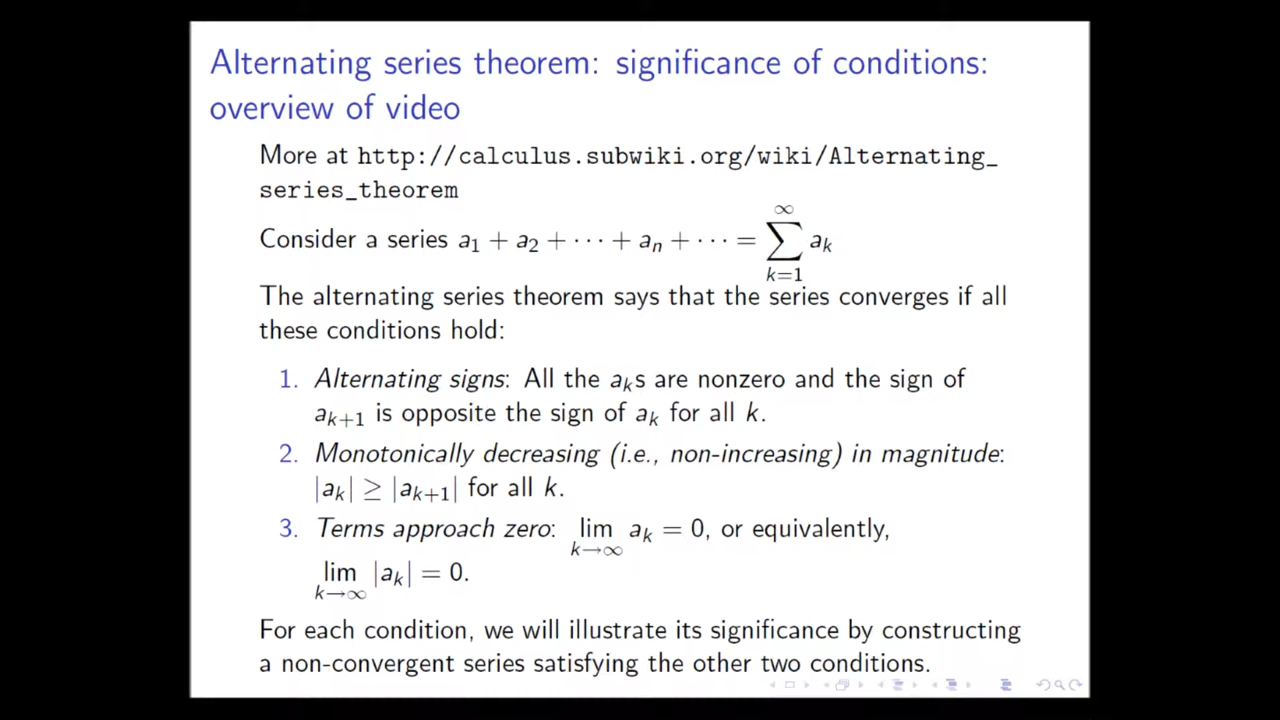 Alternating series theorem: significance of conditions:
overview of video
More at http://calculus.subwiki.org/wiki/Alternating_
series_theorem
Consider a series a₁ + a₂ + ⋯ + aₙ + ⋯ = ∑_{k=1}^{∞} aₖ
The alternating series theorem says that the series converges if all
these conditions hold:
1. Alternating signs: All the aₖs are nonzero and the sign of
aₖ₊₁ is opposite the sign of aₖ for all k.
2. Monotonically decreasing (i.e., non-increasing) in magnitude:
|aₖ| ≥ |aₖ₊₁| for all k.
3. Terms approach zero: lim_{k→∞} aₖ = 0, or equivalently,
lim_{k→∞} |aₖ| = 0.
For each condition, we will illustrate its significance by constructing
a non-convergent series satisfying the other two conditions.